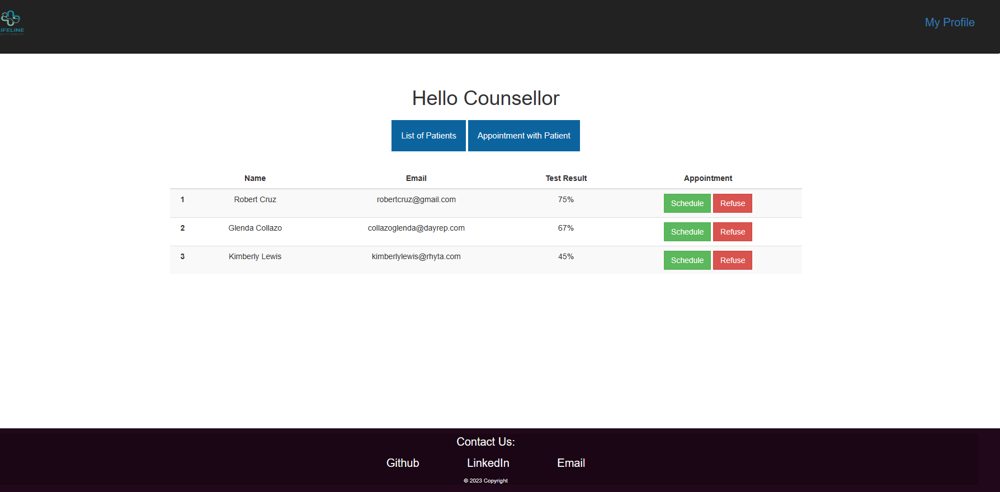 IFELINE
My Profile
Hello Counsellor
List of Patients Appointment with Patient
Name Email Test Result Appointment
1 Robert Cruz robertcruz@gmail.com 75% Schedule Refuse
2 Glenda Collazo collazoglenda@dayrep.com 67% Schedule Refuse
3 Kimberly Lewis kimberlylewis@rhyta.com 45% Schedule Refuse
Contact Us:
Github LinkedIn Email
© 2023 Copyright